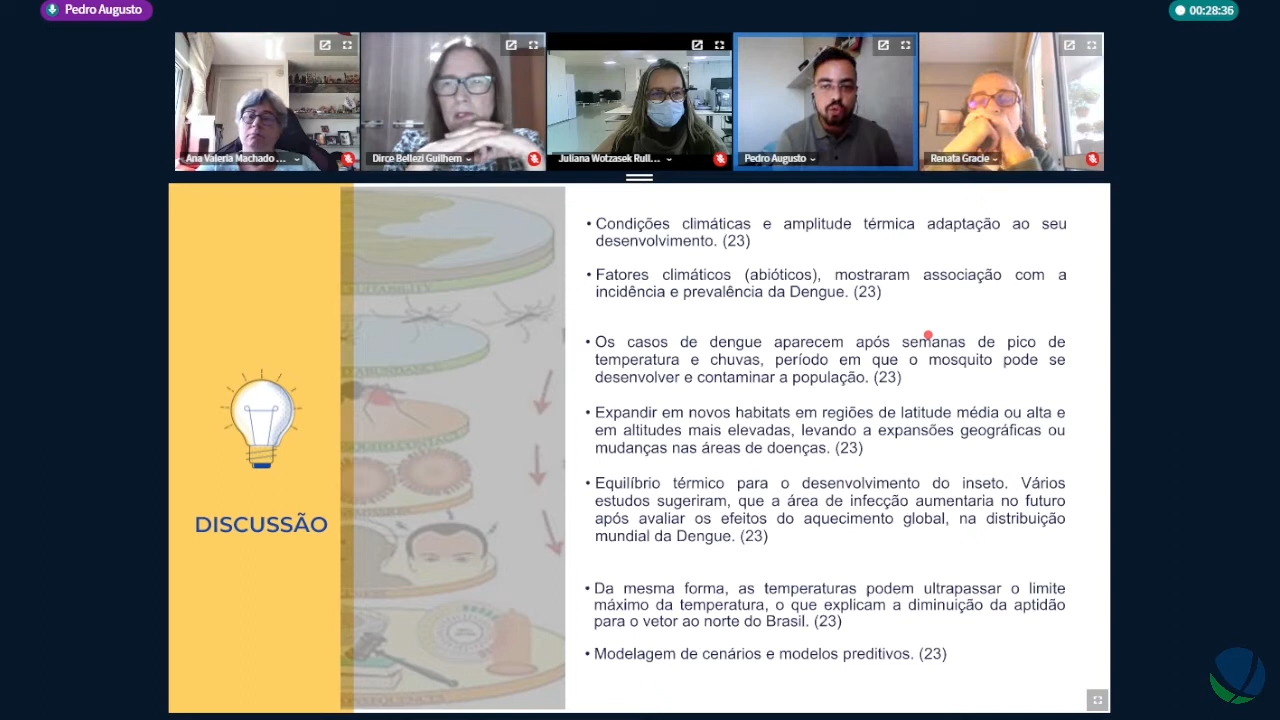 Pedro Augusto
00:28:36
Ana Valeria Machado ...
Dirce Bellezi Guilhem
Juliana Wotzasek Rull...
Pedro Augusto
Renata Gracie
• Condições climáticas e amplitude térmica adaptação ao seu
desenvolvimento. (23)
• Fatores climáticos (abióticos), mostraram associação com a
incidência e prevalência da Dengue. (23)
• Os casos de dengue aparecem após semanas de pico de
temperatura e chuvas, período em que o mosquito pode se
desenvolver e contaminar a população. (23)
• Expandir em novos habitats em regiões de latitude média ou alta e
em altitudes mais elevadas, levando a expansões geográficas ou
mudanças nas áreas de doenças. (23)
• Equilíbrio térmico para o desenvolvimento do inseto. Vários
estudos sugeriram, que a área de infecção aumentaria no futuro
após avaliar os efeitos do aquecimento global, na distribuição
mundial da Dengue. (23)
• Da mesma forma, as temperaturas podem ultrapassar o limite
máximo da temperatura, o que explicam a diminuição da aptidão
para o vetor ao norte do Brasil. (23)
• Modelagem de cenários e modelos preditivos. (23)
DISCUSSÃO